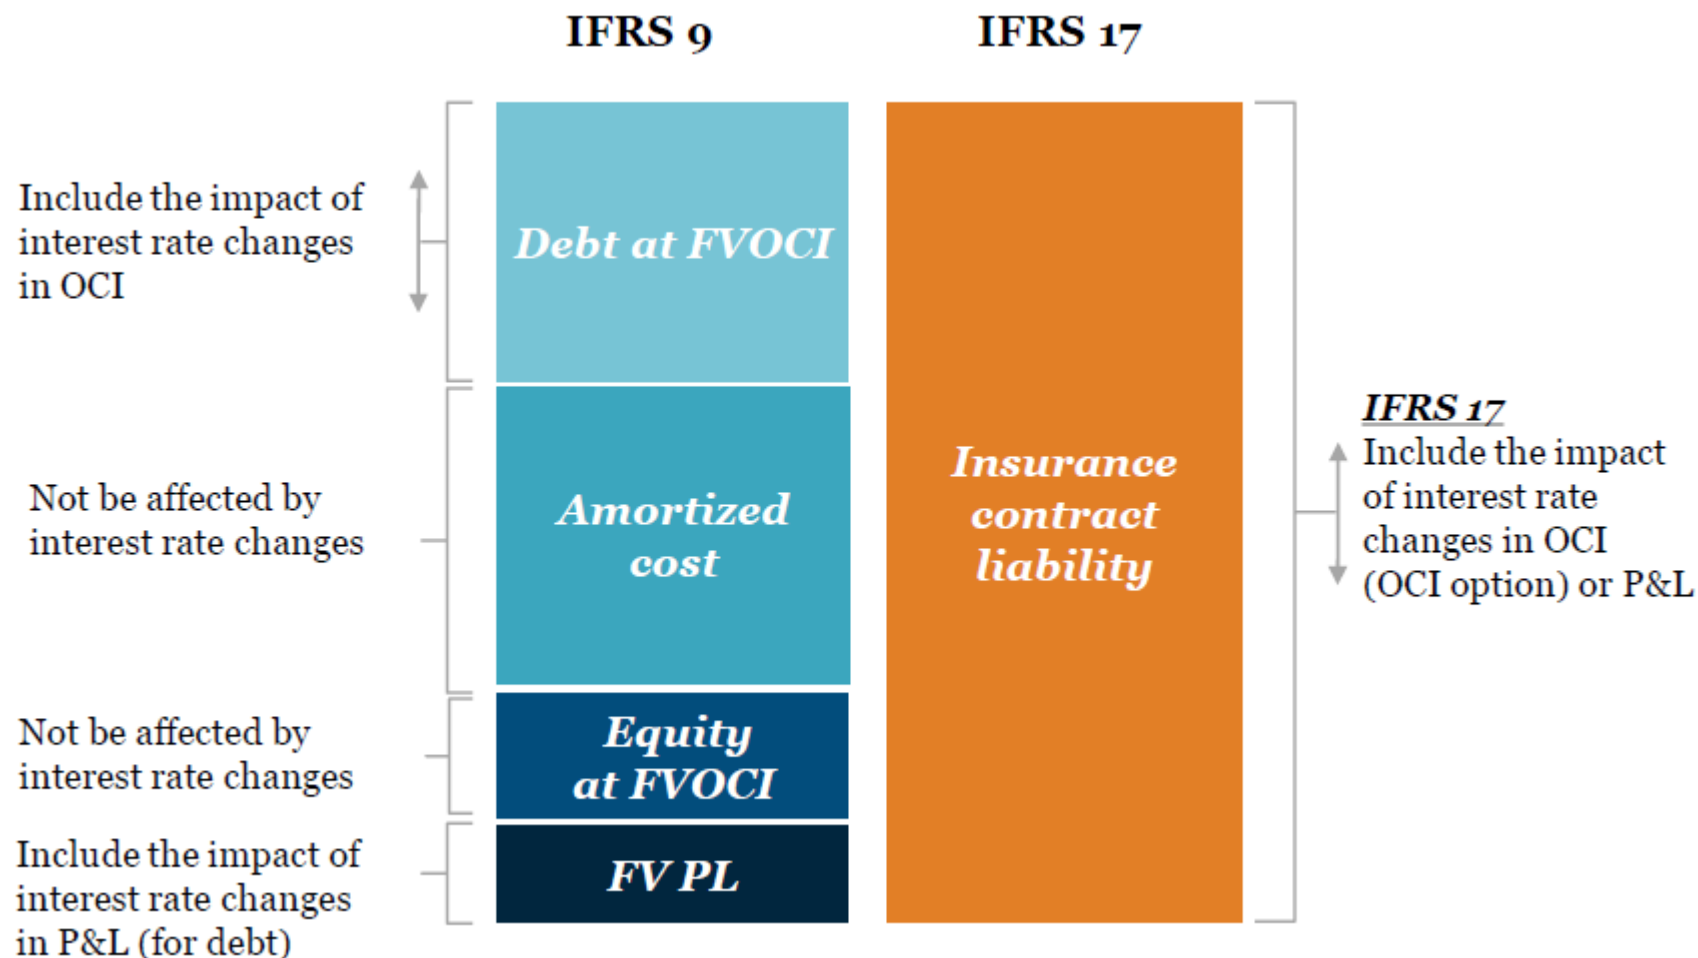 IFRS 9
IFRS 17
Include the impact of
interest rate changes
in OCI
Debt at FVOCI
Not be affected by
interest rate changes
Amortized
cost
Not be affected by
interest rate changes
Equity
at FVOCI
Include the impact of
interest rate changes
in P&L (for debt)
FV PL
Insurance
contract
liability
IFRS 17
Include the impact
of interest rate
changes in OCI
(OCI option) or P&L